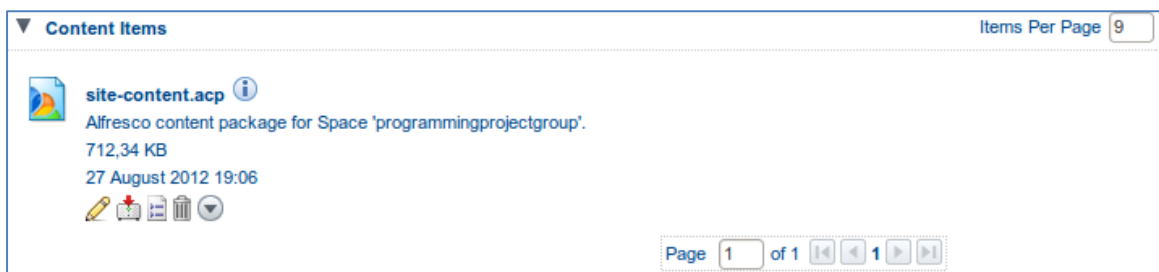 Content Items Items Per Page 9
site-content.acp
Alfresco content package for Space 'programmingprojectgroup'.
712,34 KB
27 August 2012 19:06
Page 1 of 1 1